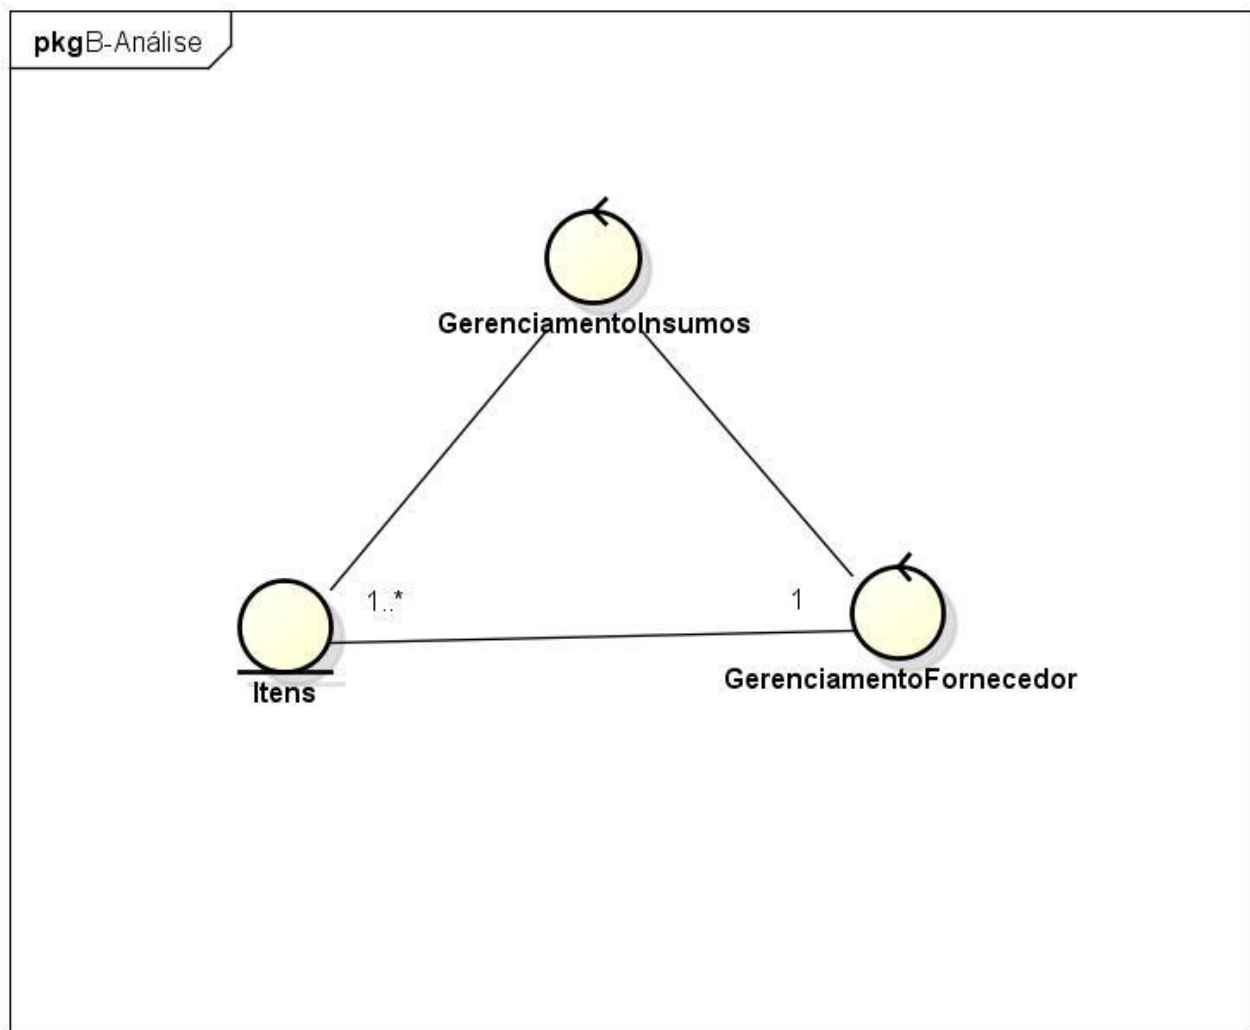 pkgB-Análise
GerenciamentoInsumos
1..*
1
GerenciamentoFornecedor
Itens